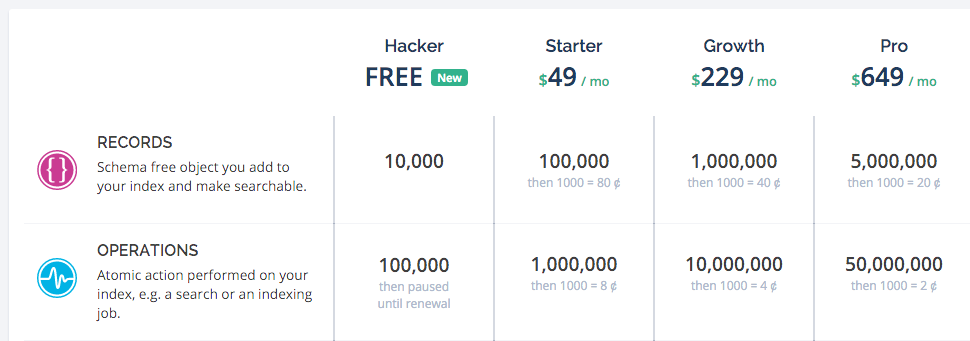 Hacker Starter Growth Pro
FREE New $49 / mo $229 / mo $649 / mo
RECORDS
Schema free object you add to
your index and make searchable.
10,000 100,000 1,000,000 5,000,000
then 1000 = 80 ¢ then 1000 = 40 ¢ then 1000 = 20 ¢
OPERATIONS
Atomic action performed on your
index, e.g. a search or an indexing
job.
100,000 1,000,000 10,000,000 50,000,000
then paused then 1000 = 8 ¢ then 1000 = 4 ¢ then 1000 = 2 ¢
until renewal